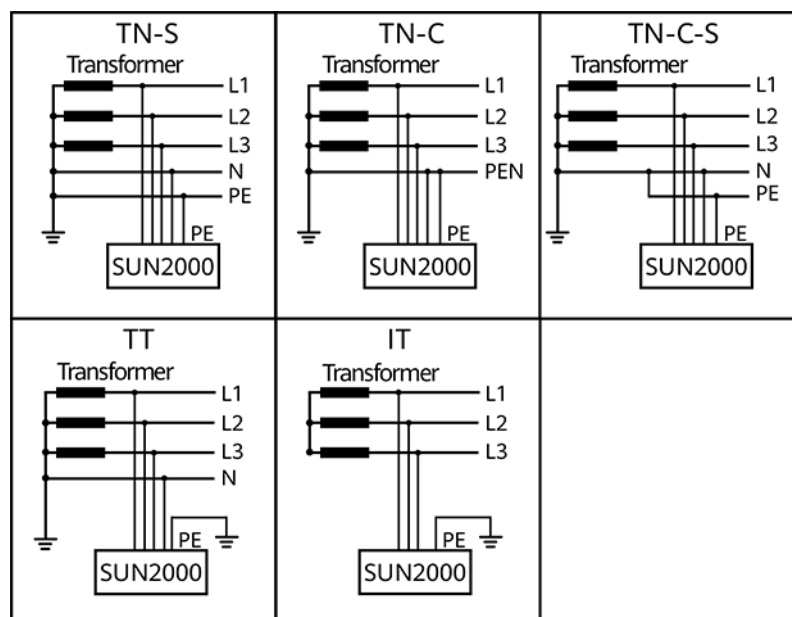 TN-S
Transformer
L1
L2
L3
N
PE
PE
SUN2000
TN-C
Transformer
L1
L2
L3
PEN
PE
SUN2000
TN-C-S
Transformer
L1
L2
L3
N
PE
PE
SUN2000
TT
Transformer
L1
L2
L3
N
PE
SUN2000
IT
Transformer
L1
L2
L3
PE
SUN2000